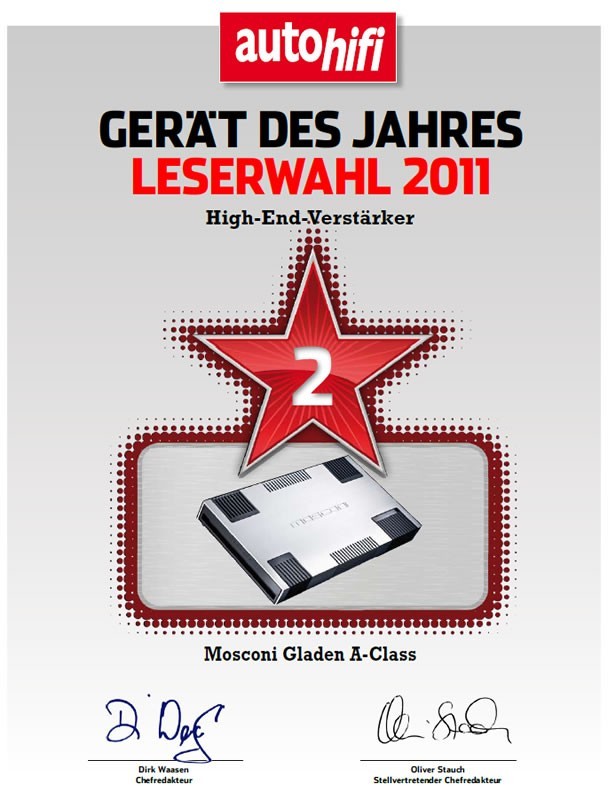 autohifi
GERÄT DES JAHRES
LESERWAHL 2011
High-End-Verstärker
2
mosconi
Mosconi Gladen A-Class
Dirk Waasen
Chefredakteur
Oliver Stauch
Stellvertretender Chefredakteur